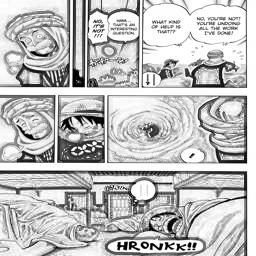 NO, YOU'RE NOT!
YOU'RE UNDOING
ALL THE WORK
I'VE DONE!
WHAT KIND
OF HELP IS
THAT??
HMM,
THAT'S AN
INTERESTING
QUESTION.
NO,
IT'S
NOT
!!!
!
HRONKK!!